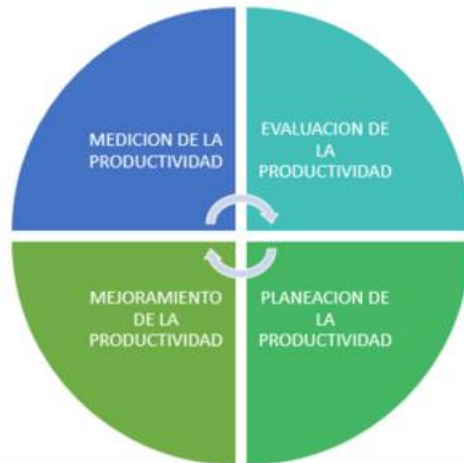 MEDICION DE LA
PRODUCTIVIDAD
EVALUACION DE
LA
PRODUCTIVIDAD
MEJORAMIENTO
DE LA
PRODUCTIVIDAD
PLANEACION DE
LA
PRODUCTIVIDAD